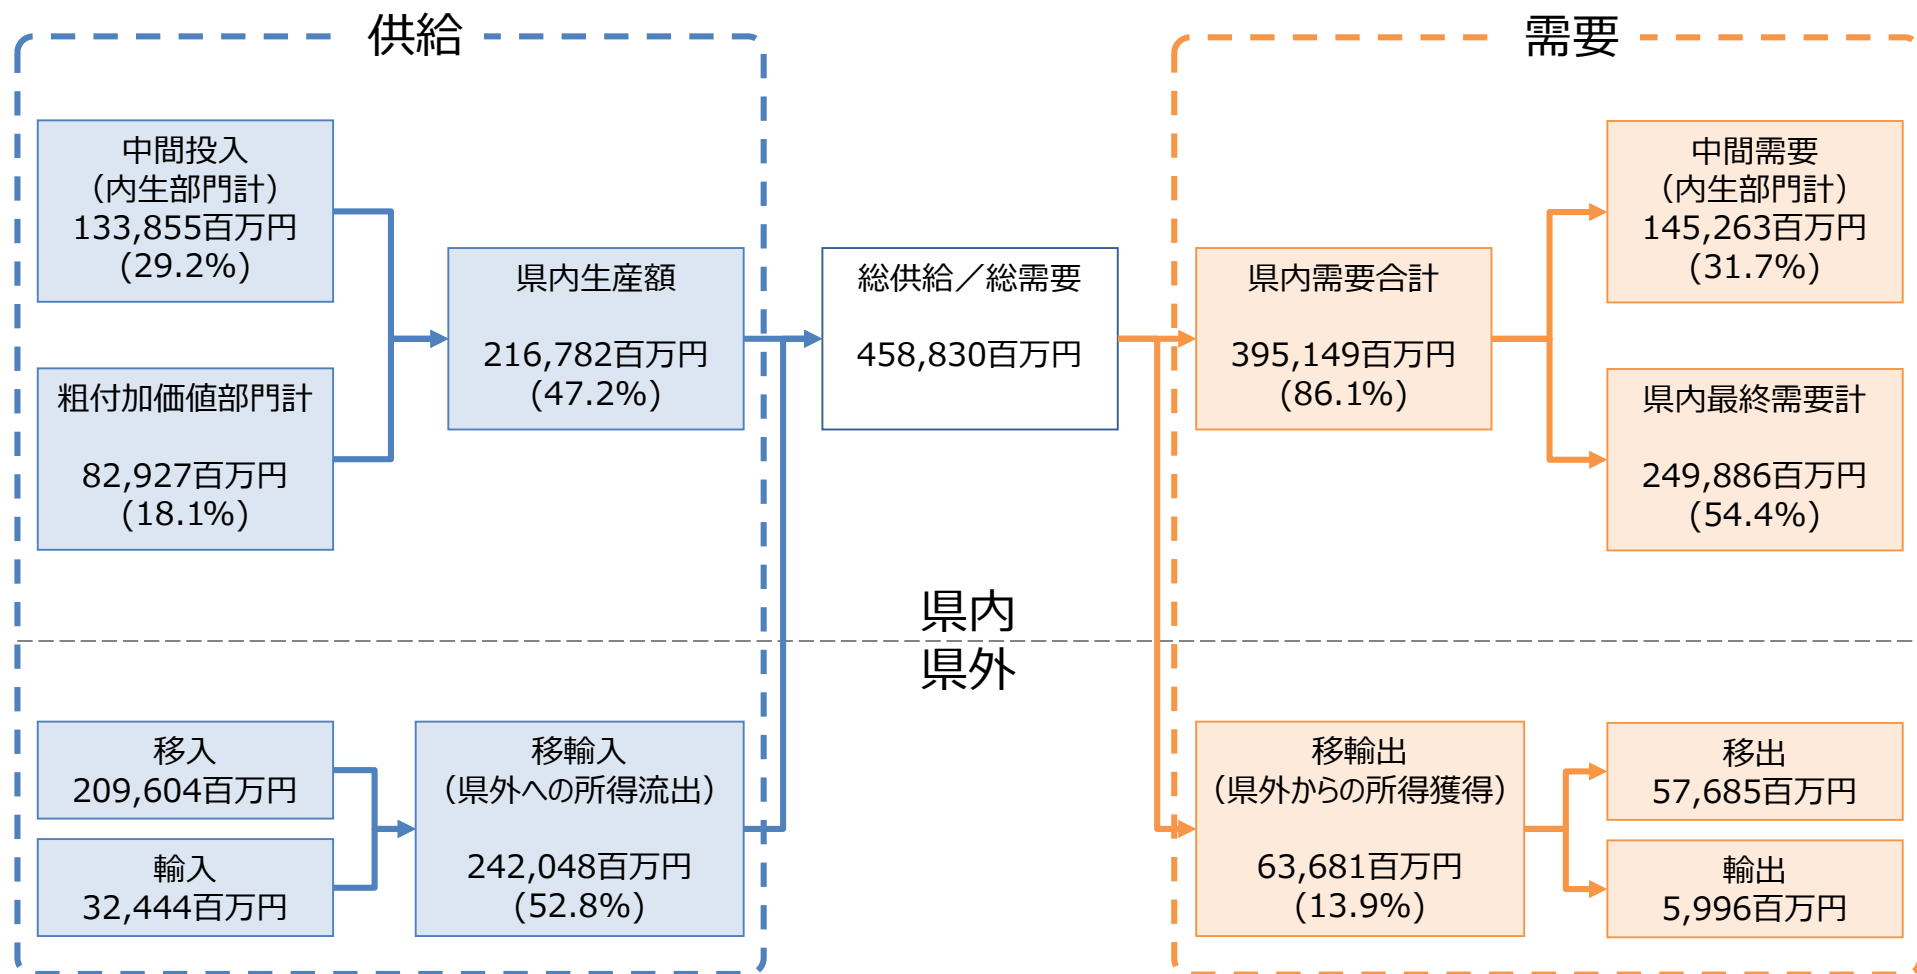 供給
需要
中間投入
（内生部門計）
133,855百万円
(29.2%)
粗付加価値部門計
82,927百万円
(18.1%)
県内生産額
216,782百万円
(47.2%)
総供給／総需要
458,830百万円
県内需要合計
395,149百万円
(86.1%)
中間需要
（内生部門計）
145,263百万円
(31.7%)
県内最終需要計
249,886百万円
(54.4%)
県内
県外
移入
209,604百万円
輸入
32,444百万円
移輸入
（県外への所得流出）
242,048百万円
(52.8%)
移輸出
（県外からの所得獲得）
63,681百万円
(13.9%)
移出
57,685百万円
輸出
5,996百万円